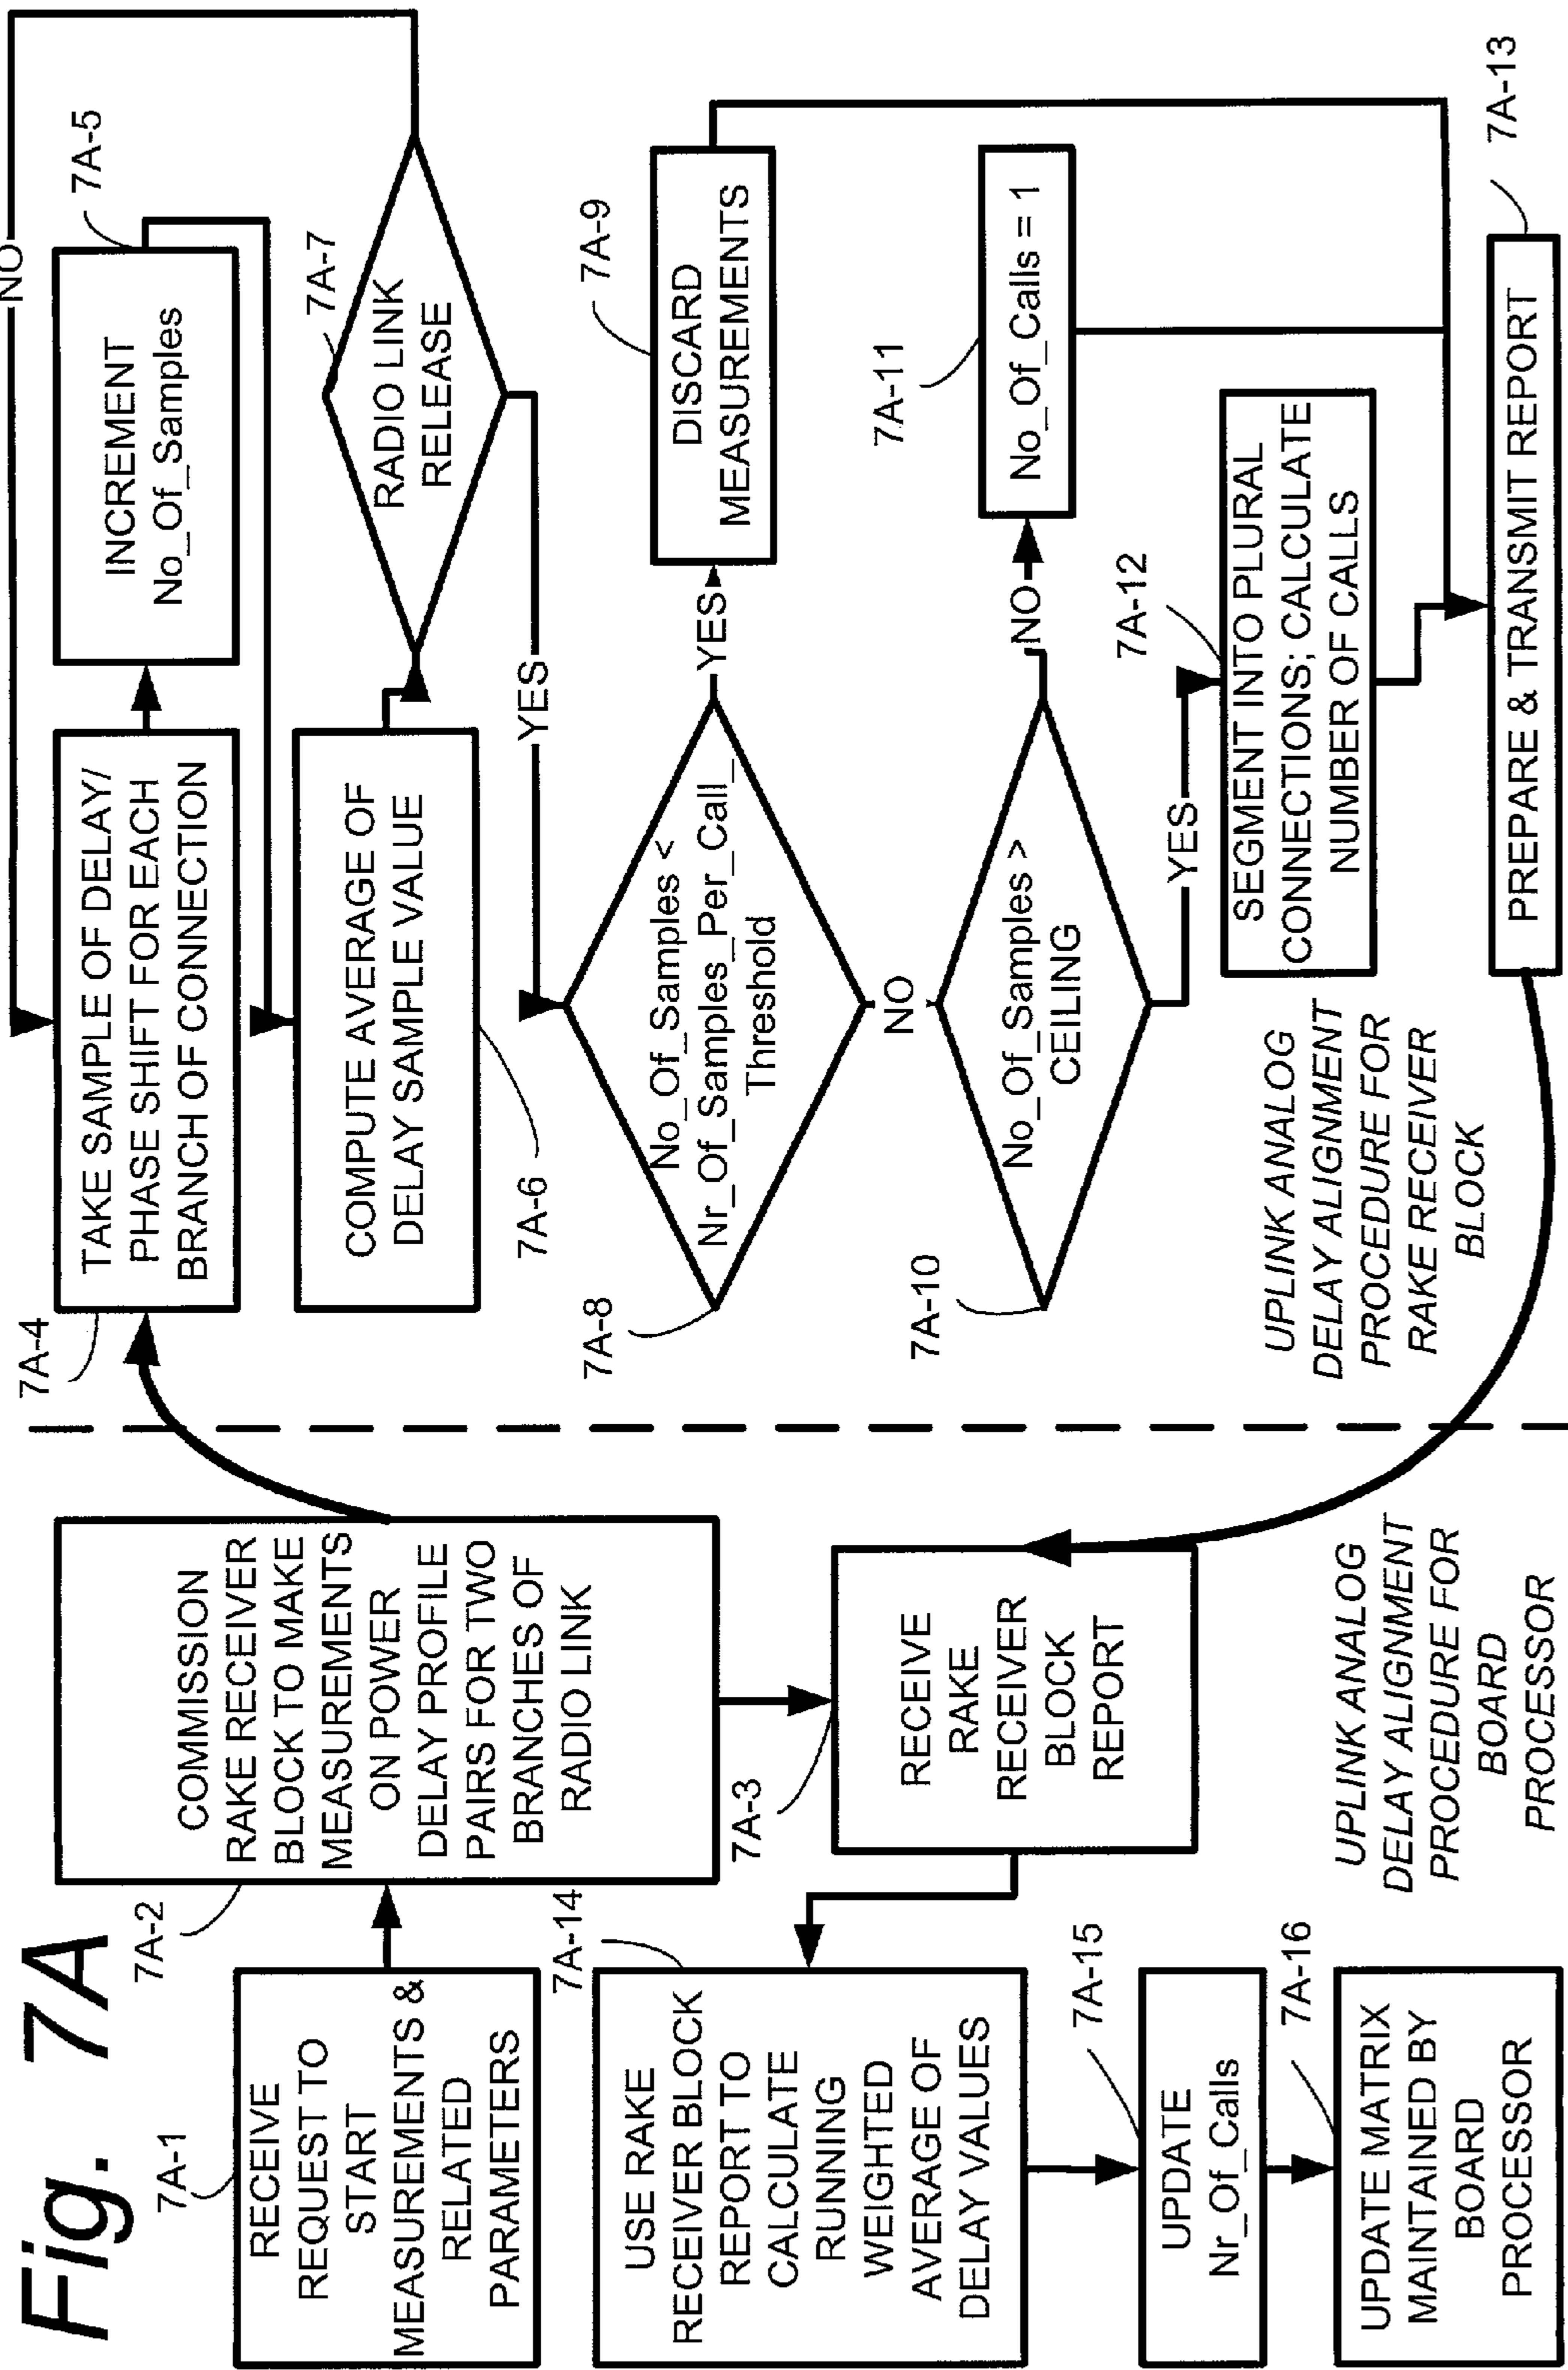 Fig. 7A
7A-1
RECEIVE
REQUEST TO
START
MEASUREMENTS &
RELATED
PARAMETERS
7A-2
COMMISSION
RAKE RECEIVER
BLOCK TO MAKE
MEASUREMENTS
ON POWER
DELAY PROFILE
PAIRS FOR TWO
BRANCHES OF
RADIO LINK
7A-3
RECEIVE
RAKE
RECEIVER
BLOCK
REPORT
7A-14
USE RAKE
RECEIVER BLOCK
REPORT TO
CALCULATE
RUNNING
WEIGHTED
AVERAGE OF
DELAY VALUES
7A-15
UPDATE
Nr_Of_Calls
7A-16
UPDATE MATRIX
MAINTAINED BY
BOARD
PROCESSOR
UPLINK ANALOG
DELAY ALIGNMENT
PROCEDURE FOR
BOARD
PROCESSOR
7A-4
TAKE SAMPLE OF DELAY/
PHASE SHIFT FOR EACH
BRANCH OF CONNECTION
7A-5
INCREMENT
No_Of_Samples
NO
7A-6
COMPUTE AVERAGE OF
DELAY SAMPLE VALUE
7A-7
RADIO LINK
RELEASE
YES
7A-8
No_Of_Samples <
Nr_Of_Samples_Per_Call_
Threshold
YES
7A-9
DISCARD
MEASUREMENTS
NO
7A-10
No_Of_Samples >
CEILING
NO
7A-11
No_Of_Calls = 1
YES
7A-12
SEGMENT INTO PLURAL
CONNECTIONS; CALCULATE
NUMBER OF CALLS
7A-13
PREPARE & TRANSMIT REPORT
UPLINK ANALOG
DELAY ALIGNMENT
PROCEDURE FOR
RAKE RECEIVER
BLOCK